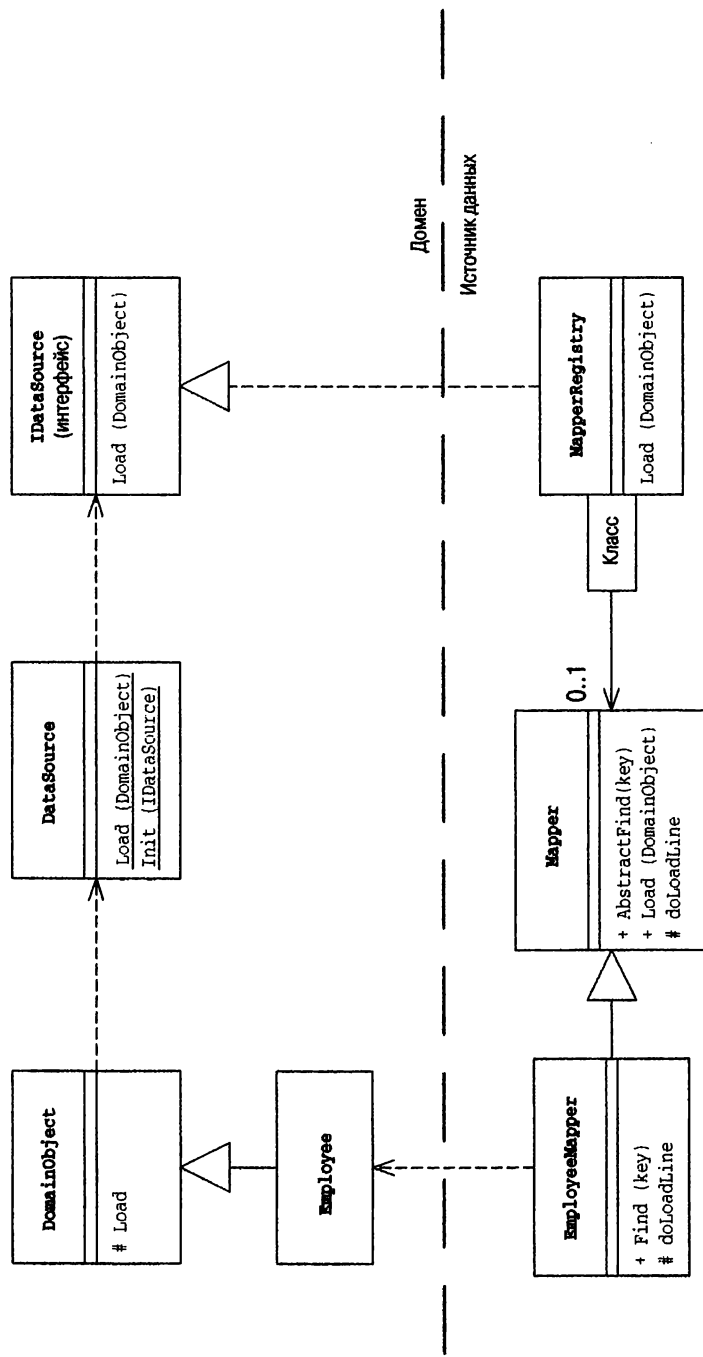 DomainObject
# Load
DataSource
Load (DomainObject)
Init (IDataSource)
IDataSource
(интерфейс)
Load (DomainObject)
Employee
Домен
Источник данных
EmployeeMapper
+ Find (key)
# doLoadLine
Mapper
+ AbstractFind(key)
+ Load (DomainObject)
# doLoadLine
0..1
Класс
MapperRegistry
Load (DomainObject)